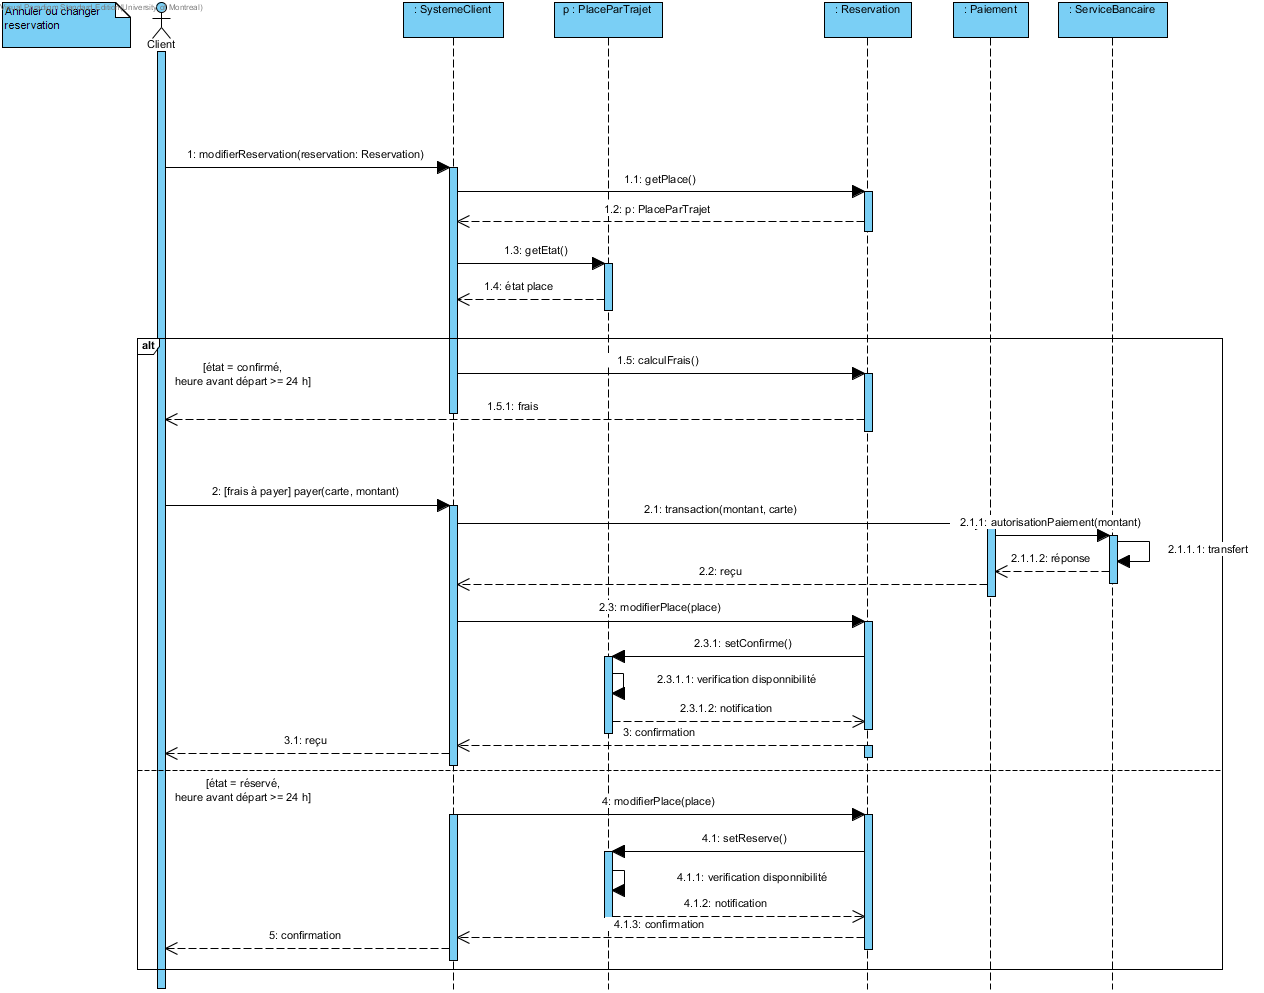 Annuler ou changer
reservation
Client
: SystemeClient
p : PlaceParTrajet
: Reservation
: Paiement
: ServiceBancaire
1: modifierReservation(reservation: Reservation)
1.1: getPlace()
1.2: p: PlaceParTrajet
1.3: getEtat()
1.4: état place
alt
[état = confirmé,
heure avant départ >= 24 h]
1.5: calculFrais()
1.5.1: frais
2: [frais à payer] payer(carte, montant)
2.1: transaction(montant, carte)
2.1.1: autorisationPaiement(montant)
2.1.1.1: transfert
2.1.1.2: réponse
2.2: reçu
2.3: modifierPlace(place)
2.3.1: setConfirme()
2.3.1.1: verification disponnibilité
2.3.1.2: notification
3: confirmation
3.1: reçu
[état = réservé,
heure avant départ >= 24 h]
4: modifierPlace(place)
4.1: setReserve()
4.1.1: verification disponnibilité
4.1.2: notification
4.1.3: confirmation
5: confirmation